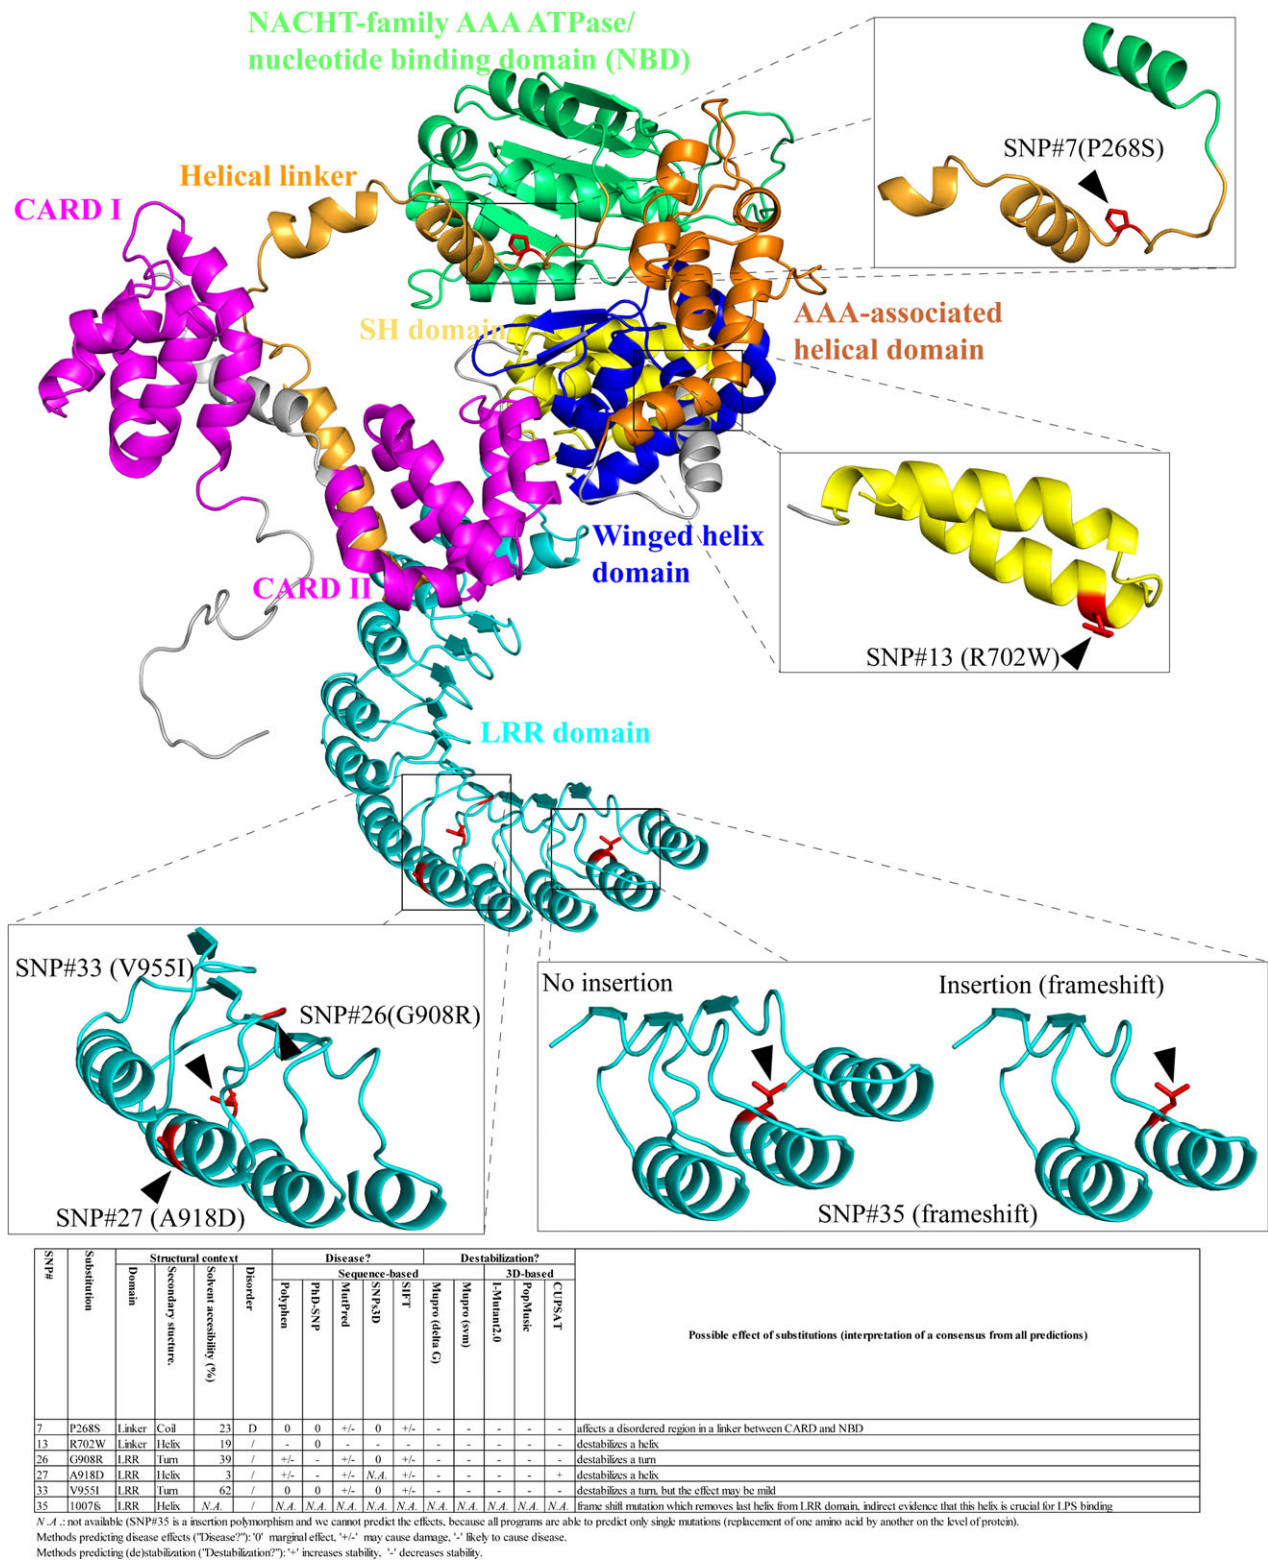 NACHT-family AAA ATPase/
nucleotide binding domain (NBD)
SNP#7(P268S)
Helical linker
CARD I
SH domain
AAA-associated
helical domain
Winged helix
domain
CARD II
SNP#13 (R702W)
LRR domain
SNP#33 (V955I)
SNP#26(G908R)
SNP#27 (A918D)
No insertion
Insertion (frameshift)
SNP#35 (frameshift)
SNP# Substitution Structural context Disease? Destabilization? Possible effect of substitutions (interpretation of a consensus from all predictions)
Sequence-based 3D-based
Domain Secondary stucture. Solvent accesibility (%) Disorder Polyphen PhD-SNP MutPred SNPs3D SIFT Mupro (delta G) Mupro (svm) I-Mutant2.0 PopMusic CUPSAT
7 P268S Linker Coil 23 D 0 0 +/- 0 +/- - - - - - affects a disordered region in a linker between CARD and NBD
13 R702W Linker Helix 19 / - 0 - - - - - - - - destabilizes a helix
26 G908R LRR Turn 39 / +/- - +/- 0 +/- - - - - - destabilizes a turn
27 A918D LRR Helix 3 / +/- - +/- N.A. +/- - - - - + destabilizes a helix
33 V955I LRR Turn 62 / 0 0 +/- 0 +/- - - - - - destabilizes a turn, but the effect may be mild
35 1007fs LRR Helix N.A. / N.A. N.A. N.A. N.A. N.A. N.A. N.A. N.A. N.A. N.A. frame shift mutation which removes last helix from LRR domain, indirect evidence that this helix is crucial for LPS binding
N.A.: not available (SNP#35 is a insertion polymorphism and we cannot predict the effects, because all programs are able to predict only single mutations (replacement of one amino acid by another on the level of protein).
Methods predicting disease effects ("Disease?"): '0' marginal effect, '+/-' may cause damage, '-' likely to cause disease.
Methods predicting (de)stabilization ("Destabilization?"): '+' increases stability, '-' decreases stability.